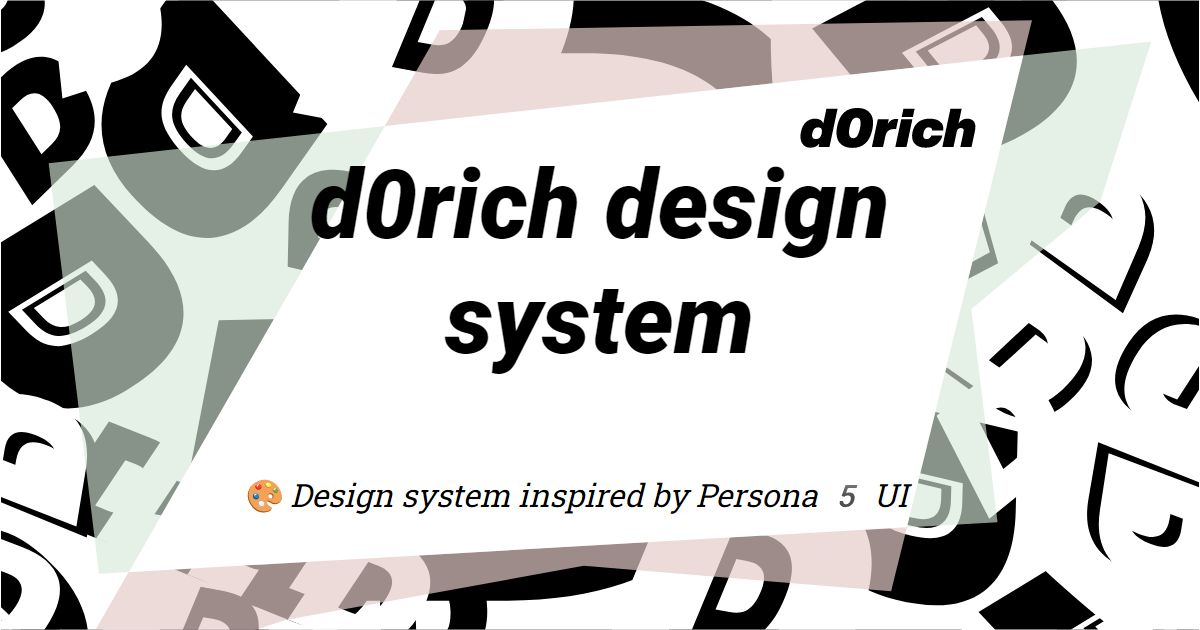 d0rich
d0rich design
system
🎨 Design system inspired by Persona 5 UI